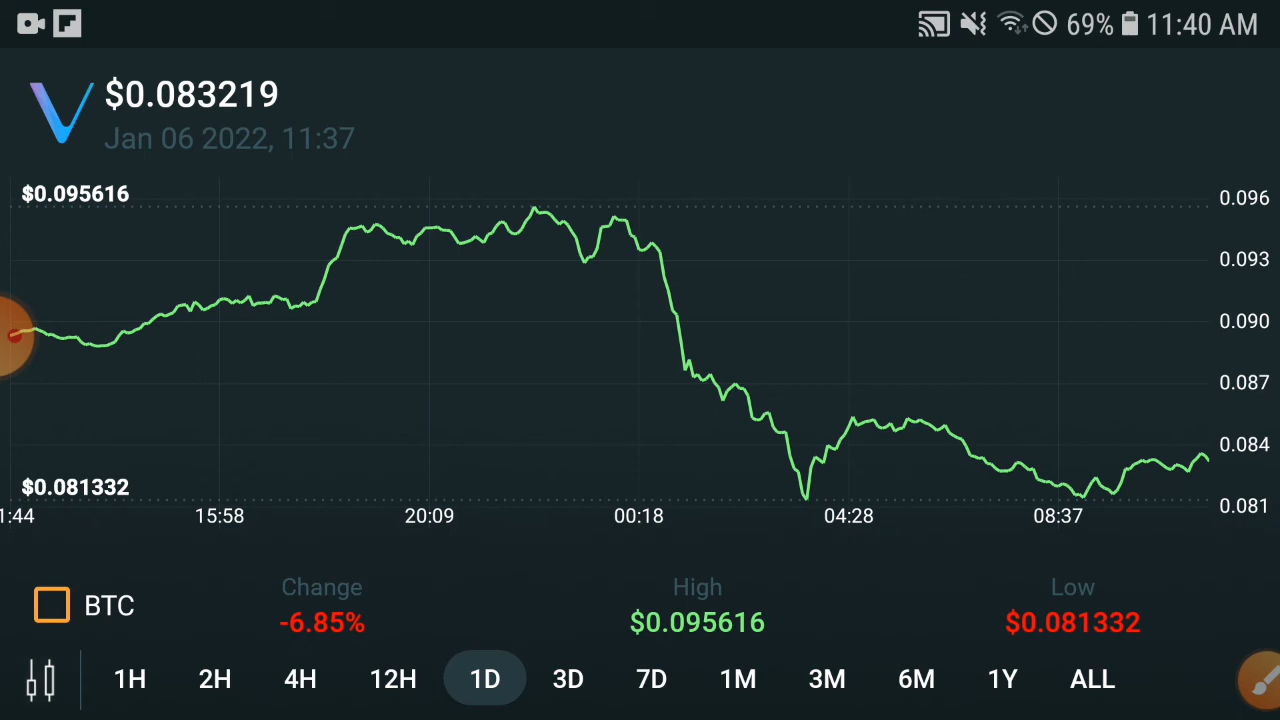 69% 11:40 AM
$0.083219
Jan 06 2022, 11:37
$0.095616
0.096
0.093
0.090
0.087
0.084
$0.081332
0.081
1:44 15:58 20:09 00:18 04:28 08:37
BTC
Change High Low
-6.85% $0.095616 $0.081332
1H 2H 4H 12H 1D 3D 7D 1M 3M 6M 1Y ALL